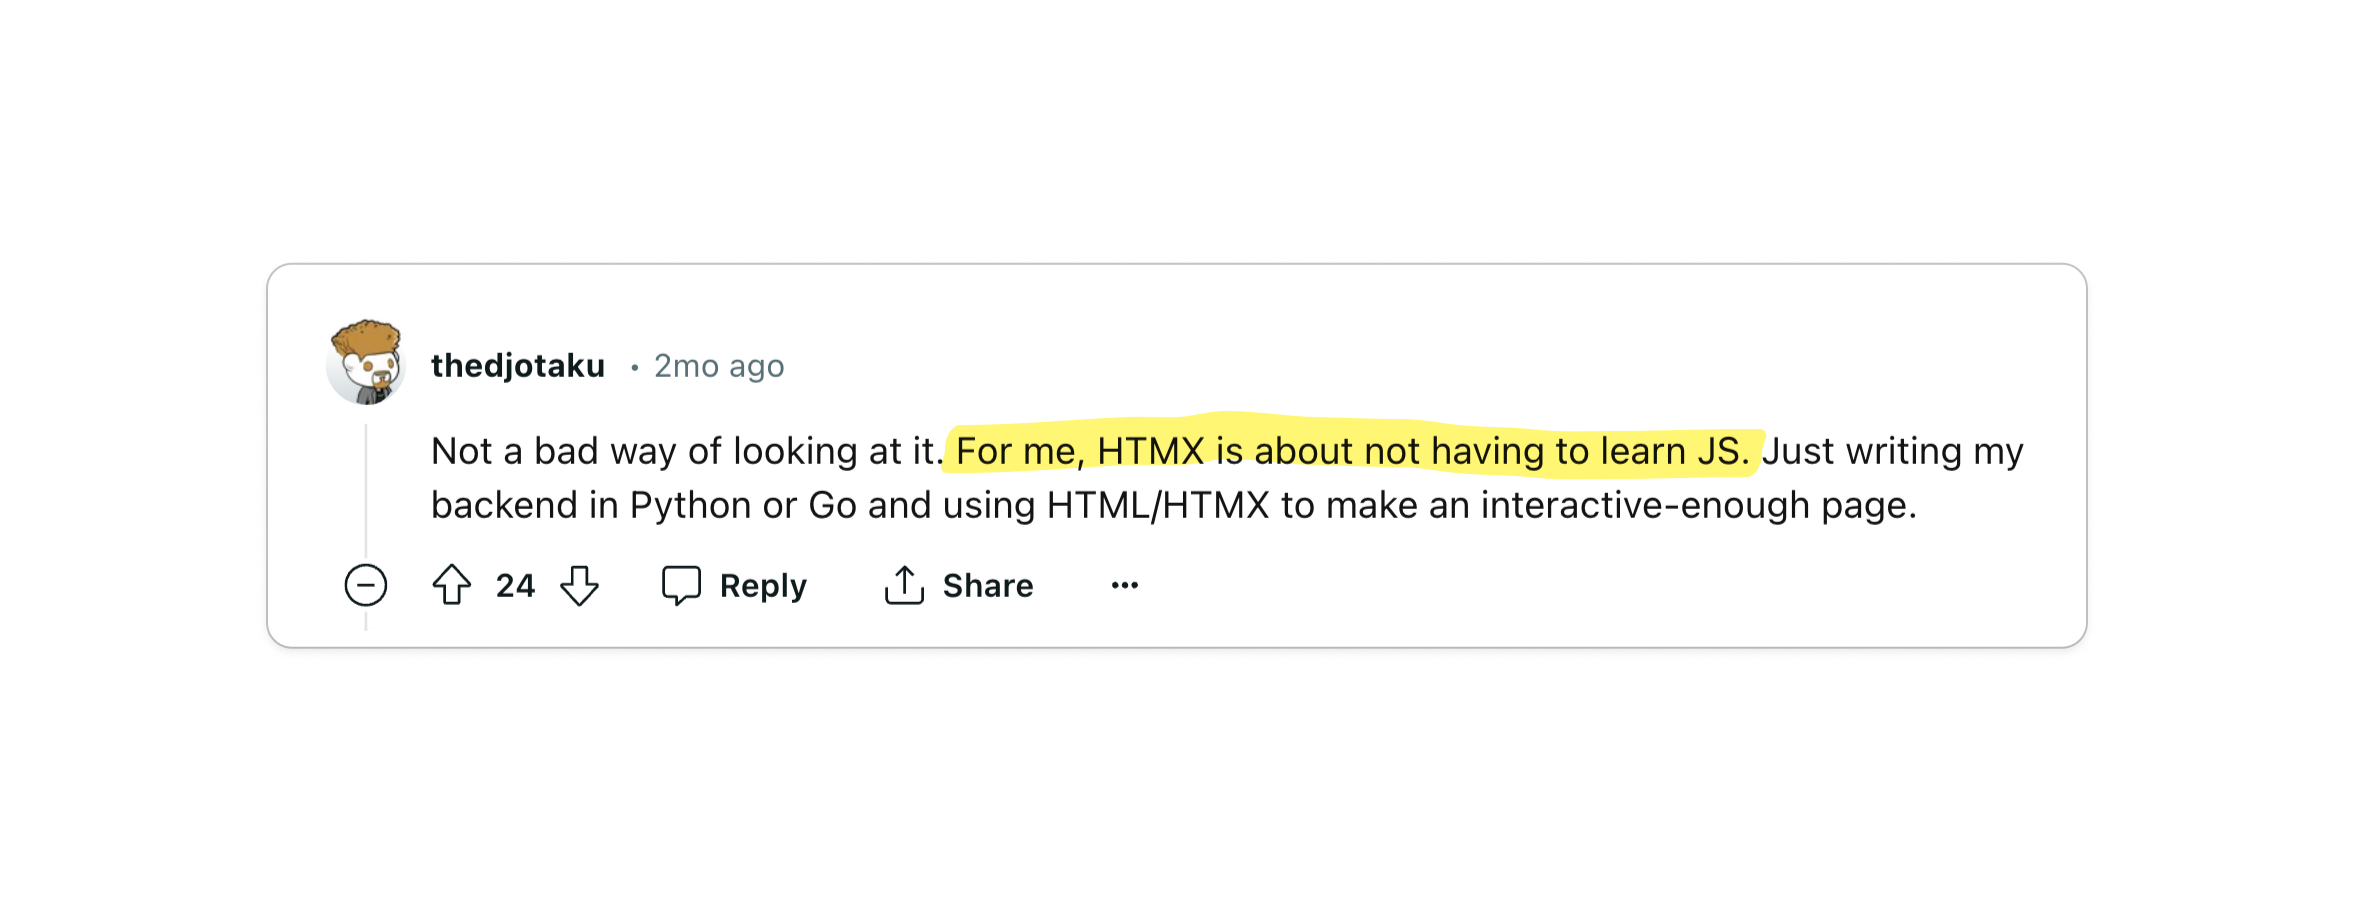 thedjotaku • 2mo ago
Not a bad way of looking at it. For me, HTMX is about not having to learn JS. Just writing my
backend in Python or Go and using HTML/HTMX to make an interactive-enough page.
24 Reply Share ...